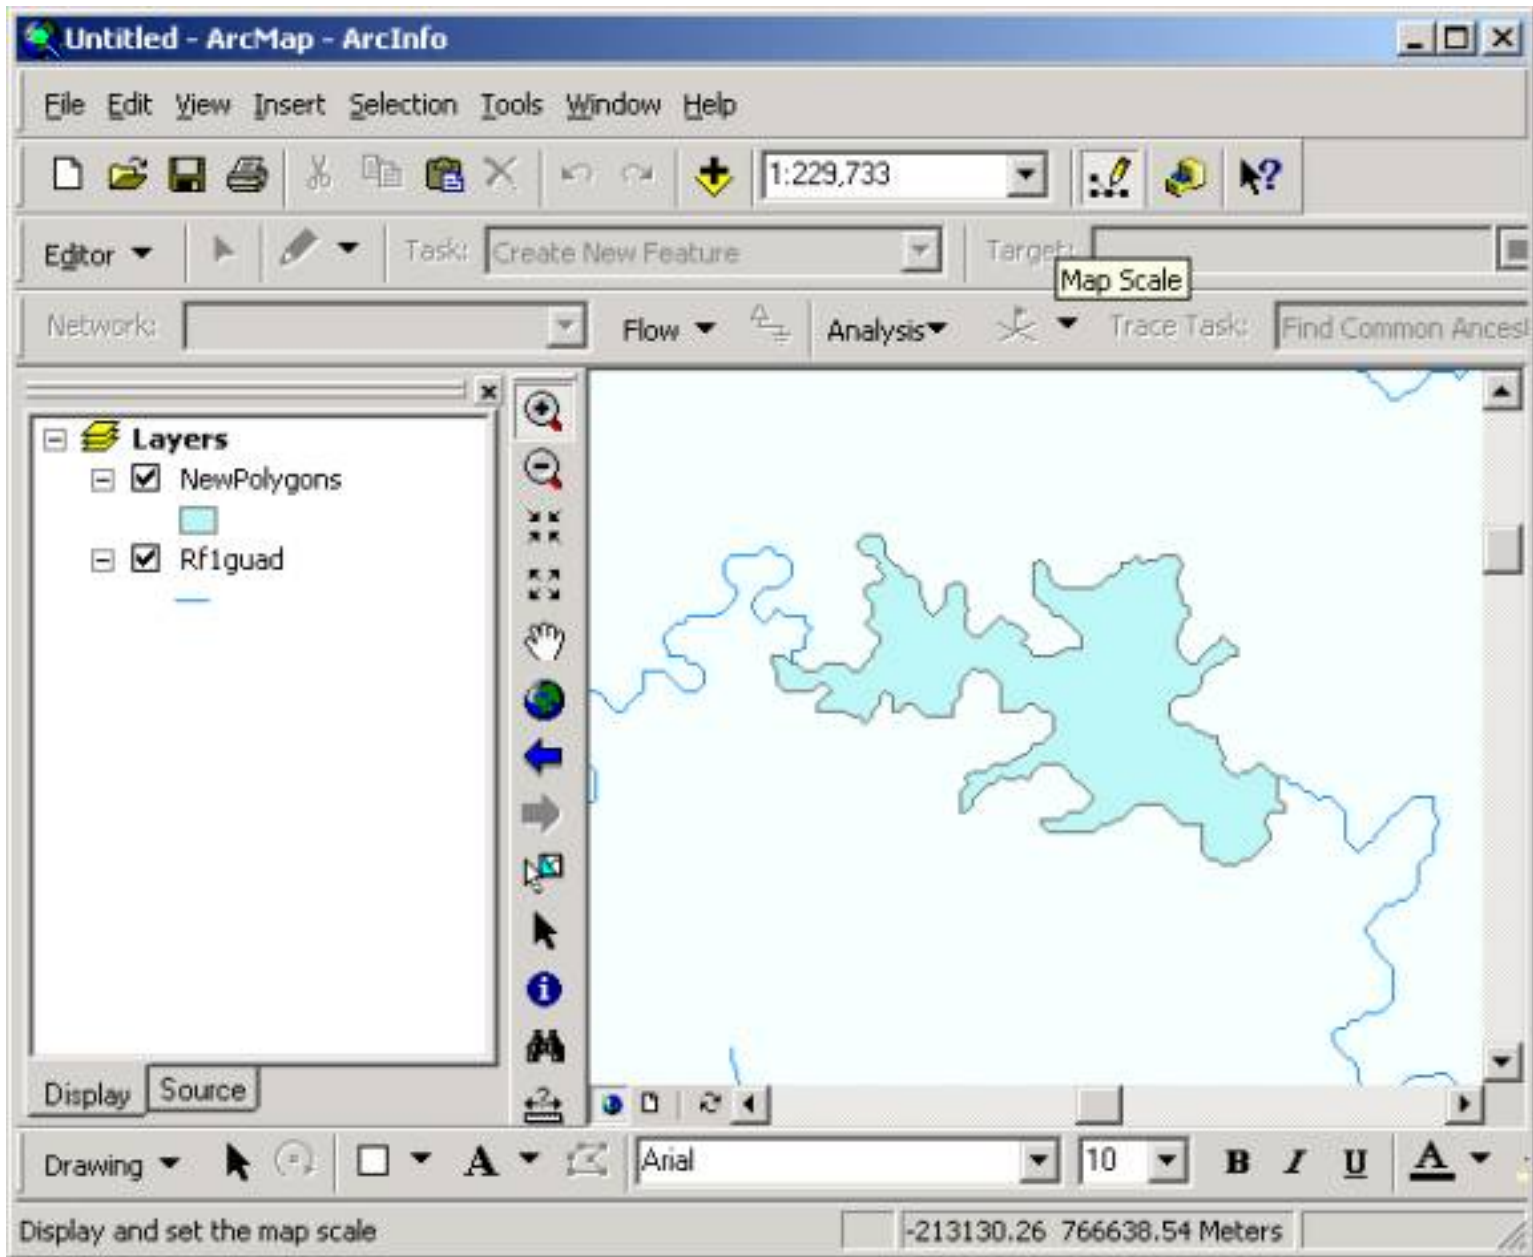 Untitled - ArcMap - ArcInfo
File Edit View Insert Selection Tools Window Help
1:229,733
Editor Task: Create New Feature Target:
Map Scale
Network: Flow Analysis Trace Task: Find Common Ancest
Layers
NewPolygons
Rf1guad
Display Source
Drawing A Arial 10 B I U A
Display and set the map scale -213130.26 766638.54 Meters